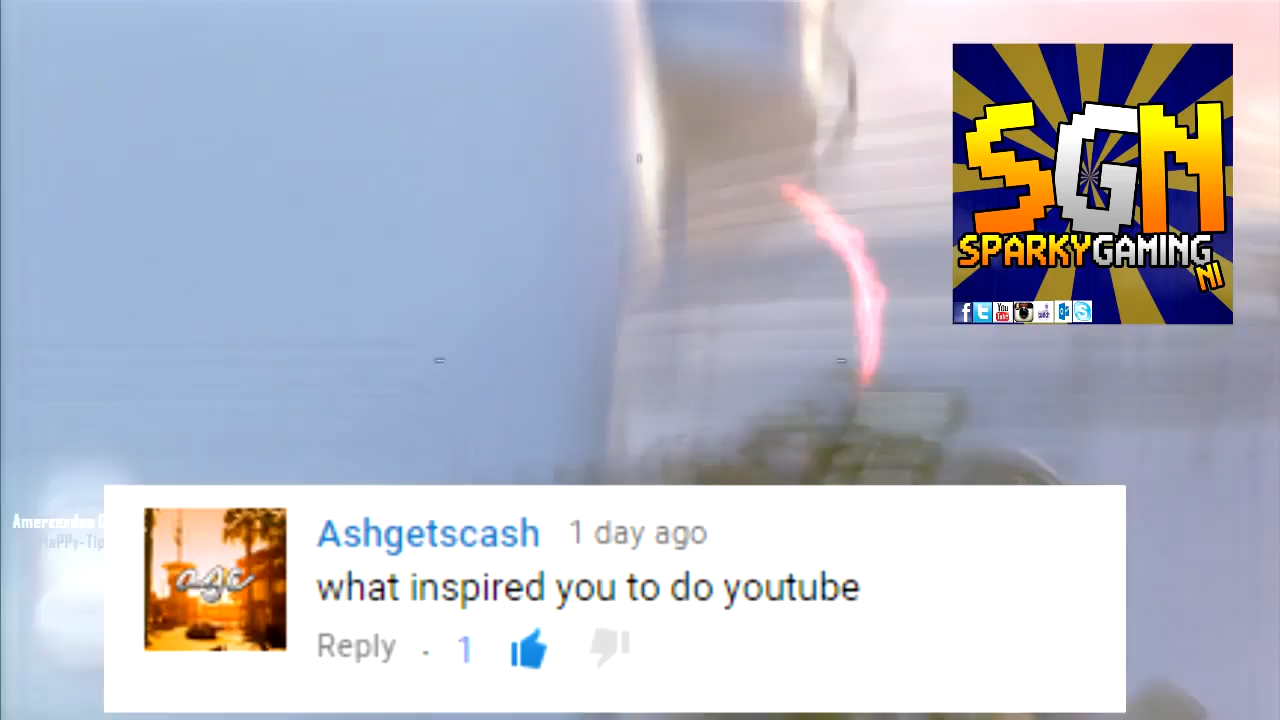 SGN
SPARKYGAMING
NI
Ashgetscash 1 day ago
what inspired you to do youtube
Reply · 1